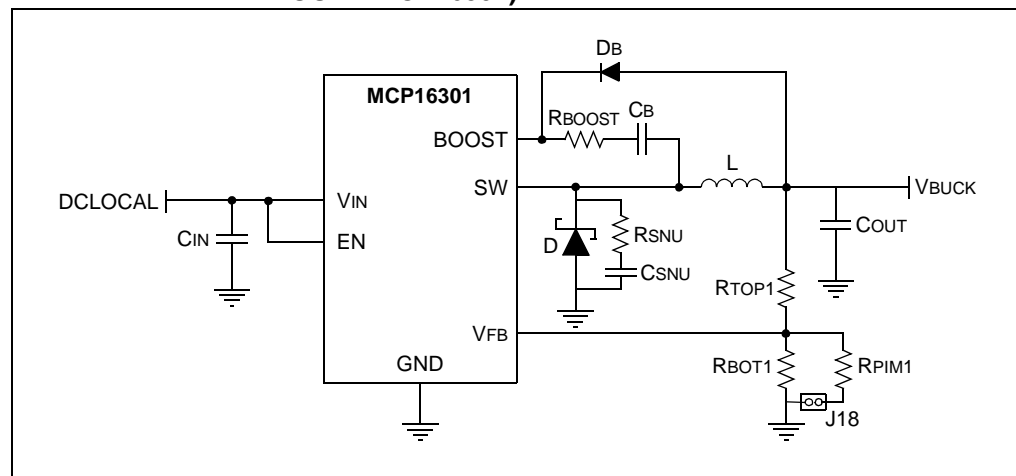 DB
MCP16301
RBOOST
CB
BOOST
L
SW
VBUCK
DCLOCAL
VIN
COUT
CIN
EN
D
RSNU
CSNU
RTOP1
VFB
GND
RBOT1
RPIM1
J18